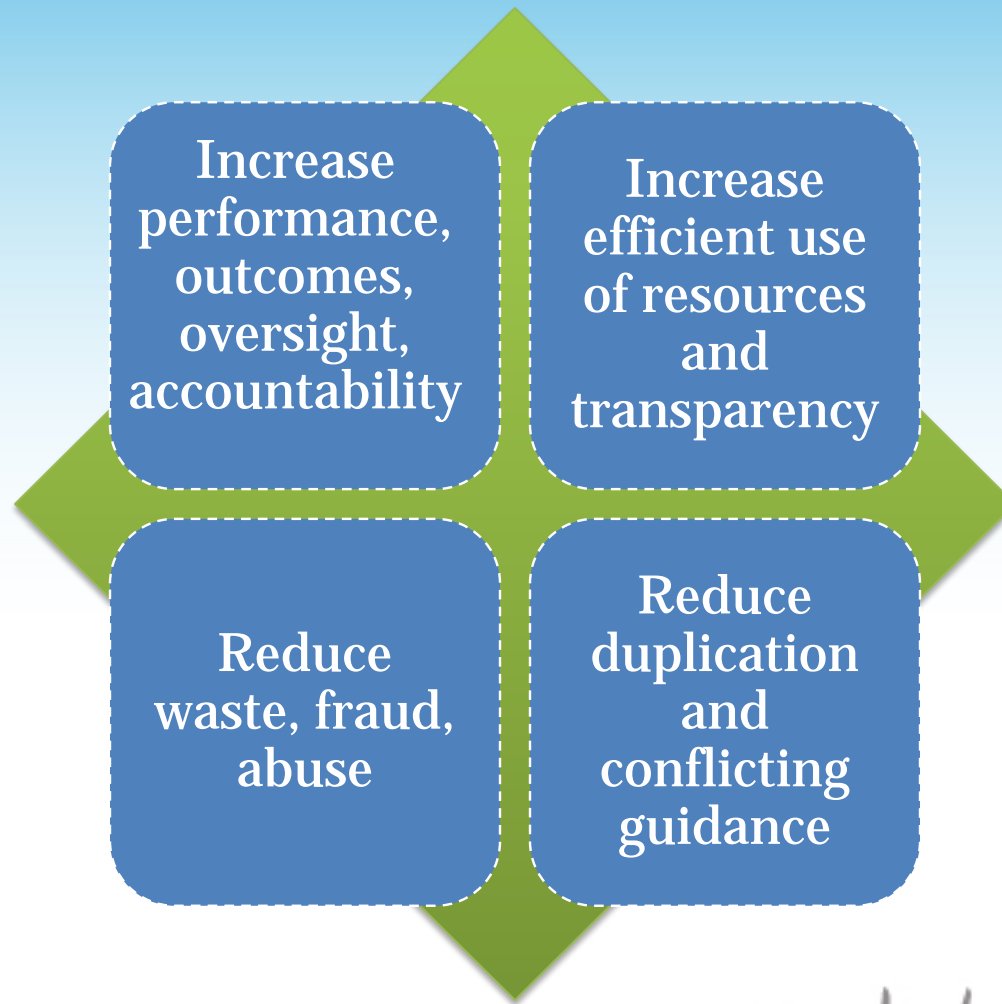 Increase
performance,
outcomes,
oversight,
accountability
Increase
efficient use
of resources
and
transparency
Reduce
waste, fraud,
abuse
Reduce
duplication
and
conflicting
guidance